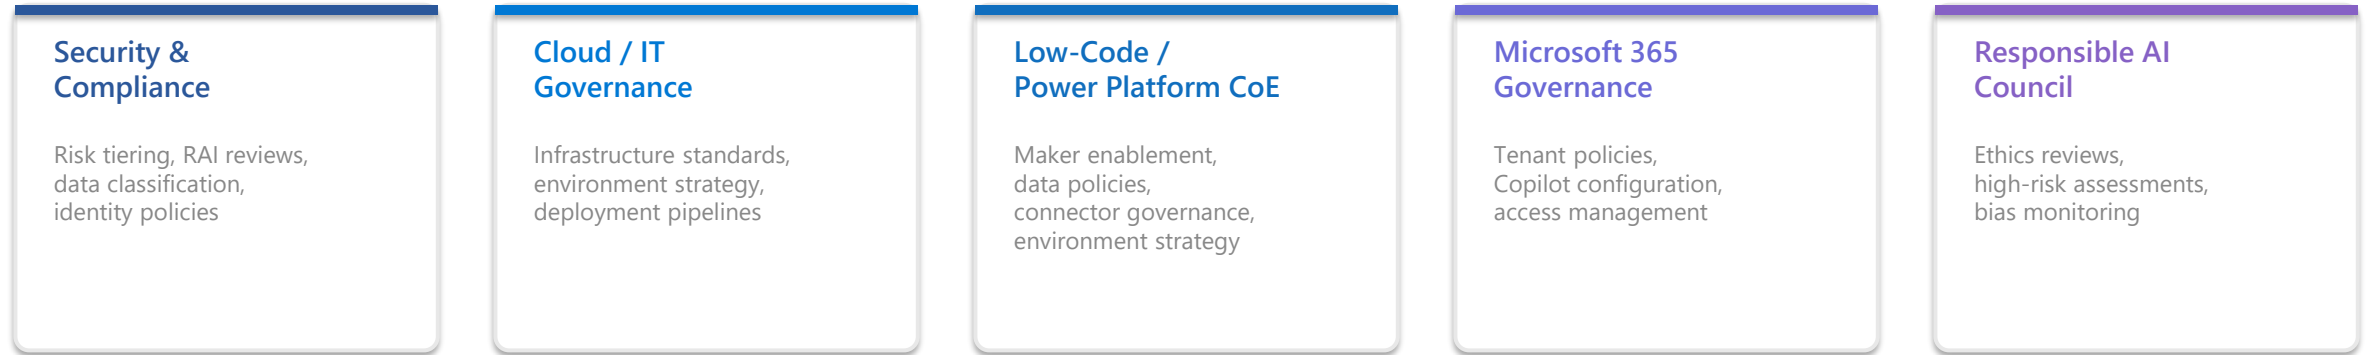 Security &
Compliance
Risk tiering, RAI reviews,
data classification,
identity policies
Cloud / IT
Governance
Infrastructure standards,
environment strategy,
deployment pipelines
Low-Code /
Power Platform CoE
Maker enablement,
data policies,
connector governance,
environment strategy
Microsoft 365
Governance
Tenant policies,
Copilot configuration,
access management
Responsible AI
Council
Ethics reviews,
high-risk assessments,
bias monitoring